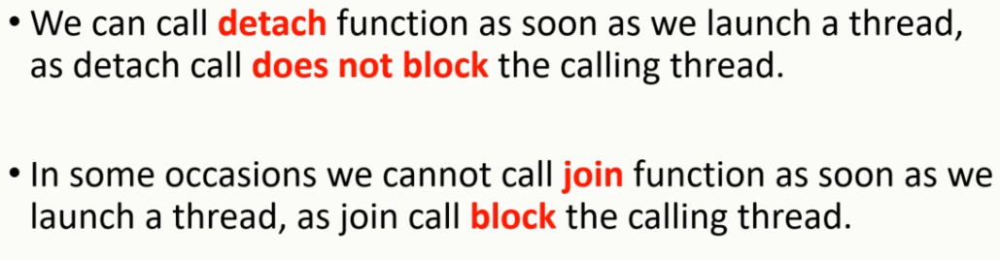 • We can call detach function as soon as we launch a thread,
as detach call does not block the calling thread.
• In some occasions we cannot call join function as soon as we
launch a thread, as join call block the calling thread.